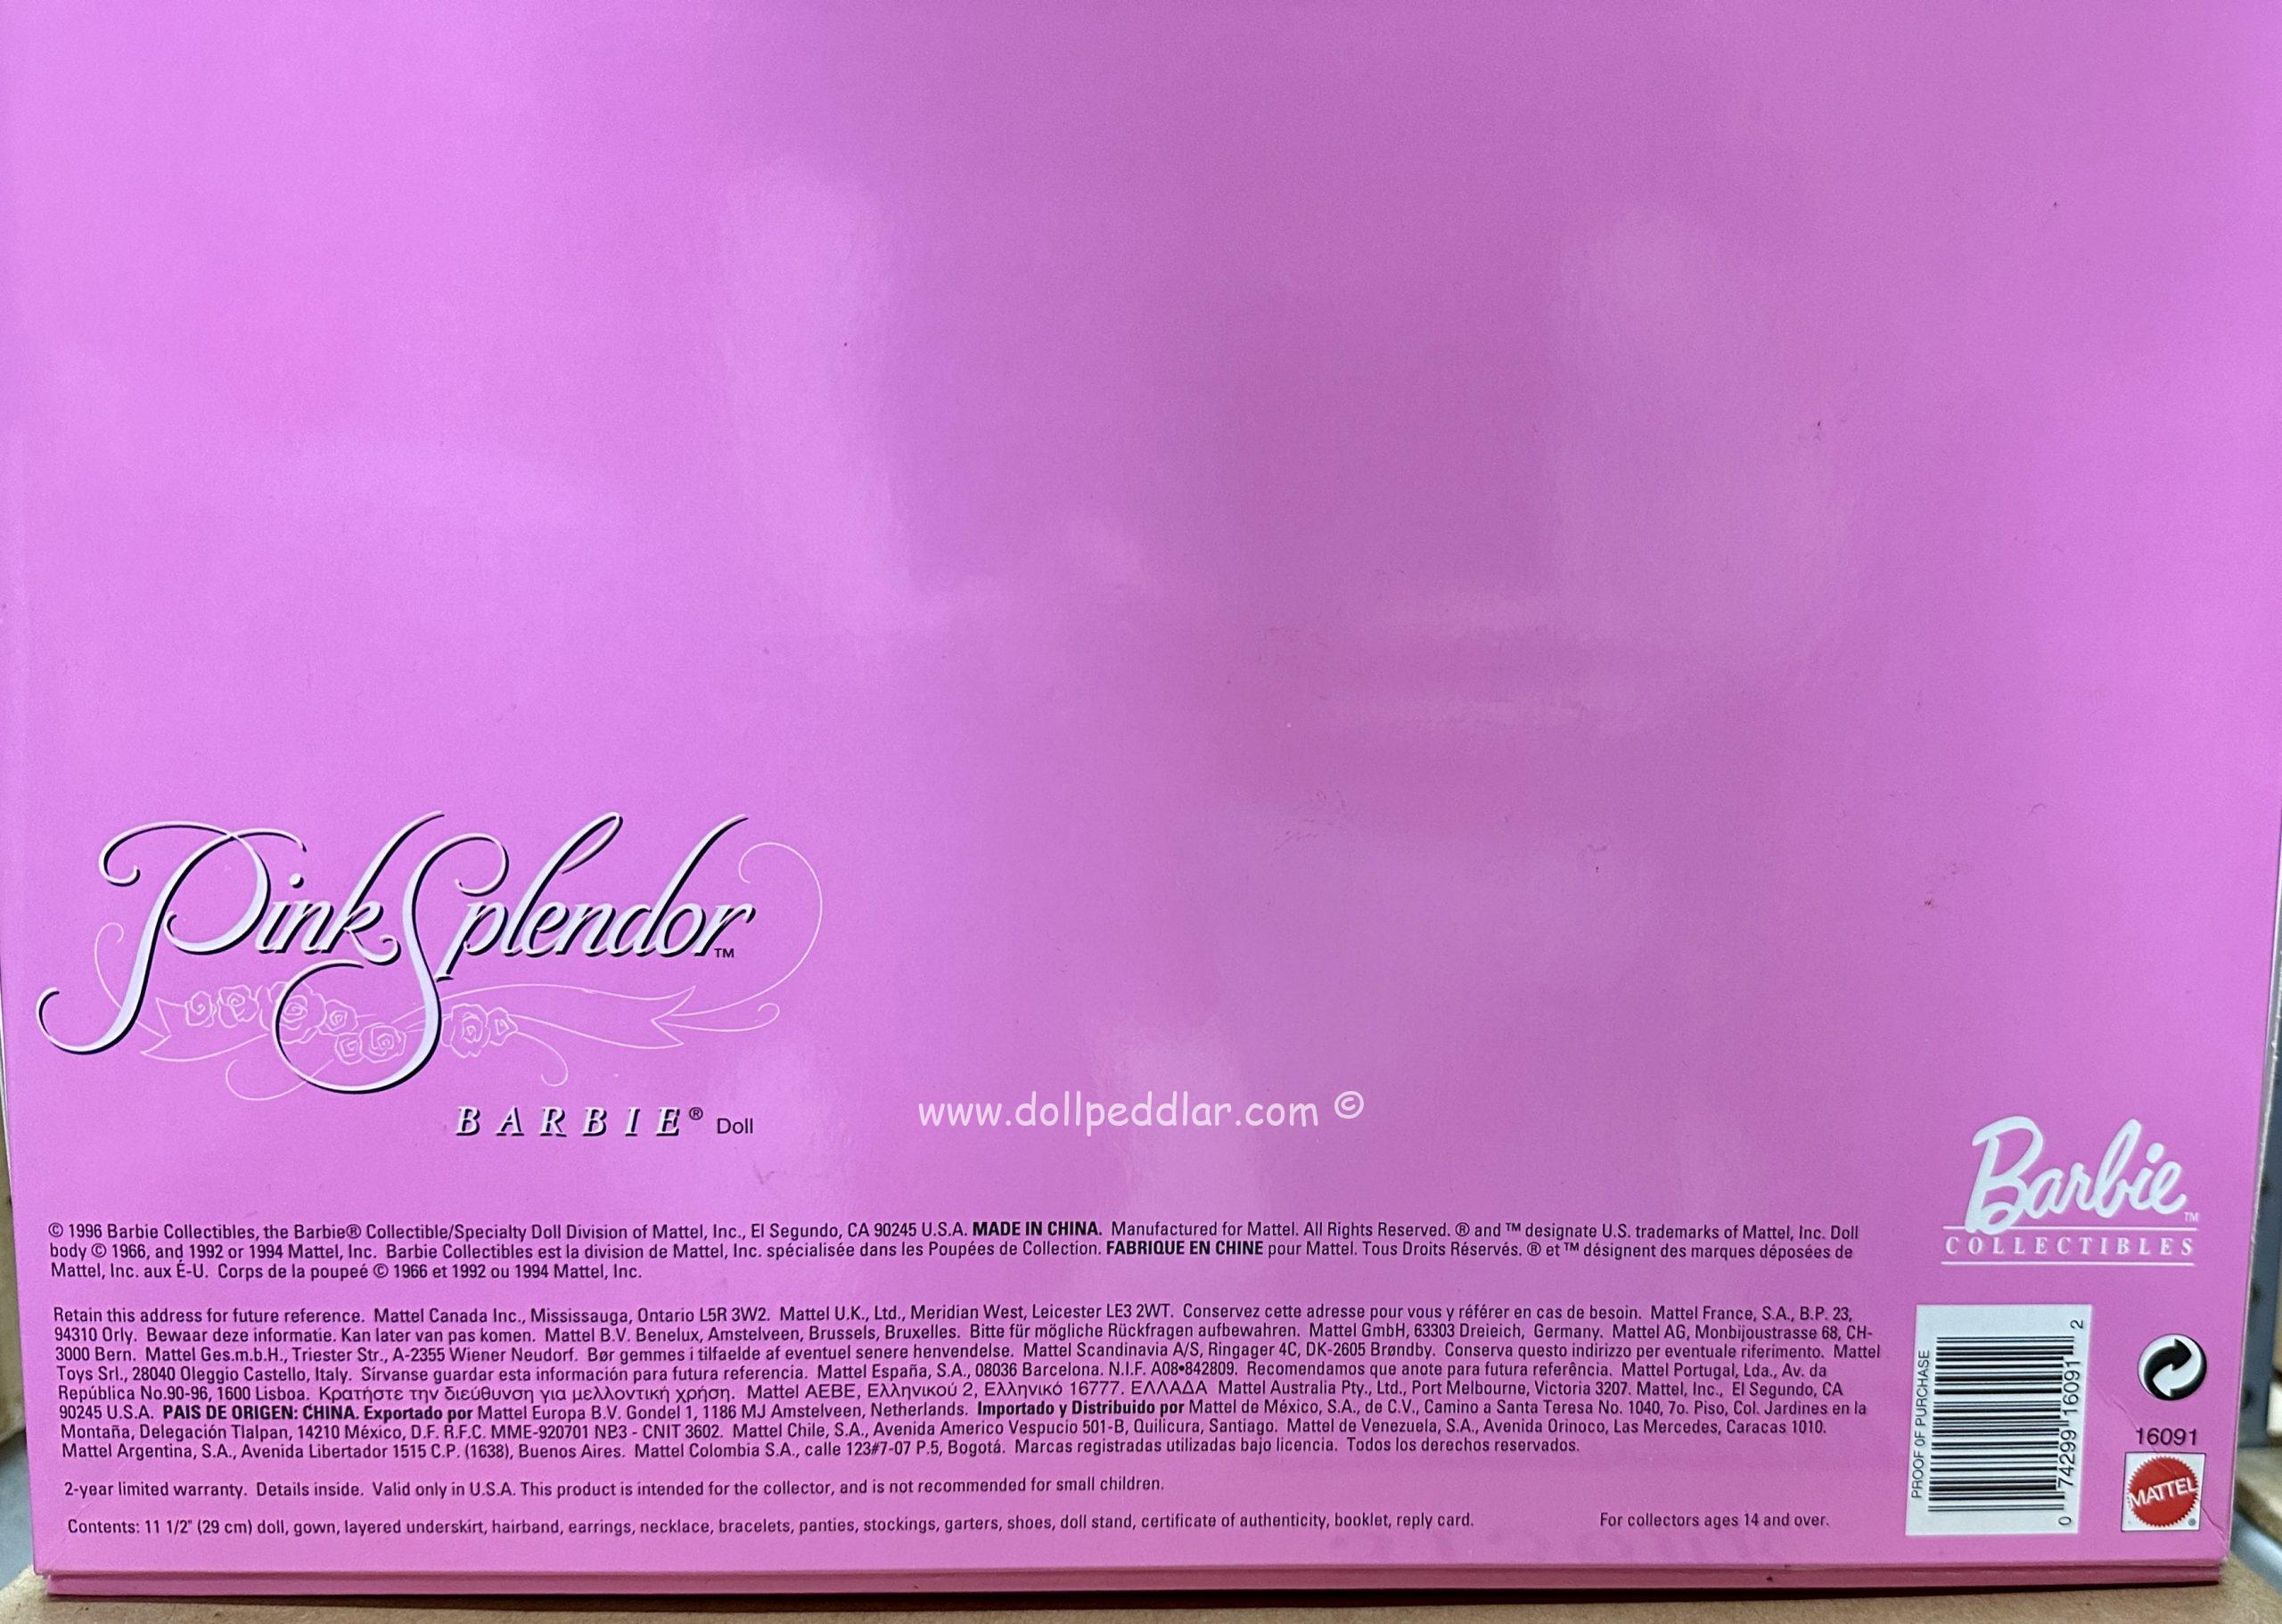 Pink Splendor™
BARBIE® Doll
www.dollpeddlar.com ©
Barbie™
COLLECTIBLES
© 1996 Barbie Collectibles, the Barbie® Collectible/Specialty Doll Division of Mattel, Inc., El Segundo, CA 90245 U.S.A. MADE IN CHINA. Manufactured for Mattel. All Rights Reserved. ® and ™ designate U.S. trademarks of Mattel, Inc. Doll
body © 1966, and 1992 or 1994 Mattel, Inc. Barbie Collectibles est la division de Mattel, Inc. spécialisée dans les Poupées de Collection. FABRIQUE EN CHINE pour Mattel. Tous Droits Réservés. ® et ™ désignent des marques déposées de
Mattel, Inc. aux É-U. Corps de la poupeé © 1966 et 1992 ou 1994 Mattel, Inc.
Retain this address for future reference. Mattel Canada Inc., Mississauga, Ontario L5R 3W2. Mattel U.K., Ltd., Meridian West, Leicester LE3 2WT. Conservez cette adresse pour vous y référer en cas de besoin. Mattel France, S.A., B.P. 23,
94310 Orly. Bewaar deze informatie. Kan later van pas komen. Mattel B.V. Benelux, Amstelveen, Brussels, Bruxelles. Bitte für mögliche Rückfragen aufbewahren. Mattel GmbH, 63303 Dreieich, Germany. Mattel AG, Monbijoustrasse 68, CH-
3000 Bern. Mattel Ges.m.b.H., Triester Str., A-2355 Wiener Neudorf. Bør gemmes i tilfaelde af eventuel senere henvendelse. Mattel Scandinavia A/S, Ringager 4C, DK-2605 Brøndby. Conserva questo indirizzo per eventuale riferimento. Mattel
Toys Srl., 28040 Oleggio Castello, Italy. Sírvanse guardar esta información para futura referencia. Mattel España, S.A., 08036 Barcelona. N.I.F. A08•842809. Recomendamos que anote para futura referência. Mattel Portugal, Lda., Av. da
República No.90-96, 1600 Lisboa. Κρατήστε την διεύθυνση για μελλοντική χρήση. Mattel AEBE, Ελληνικού 2, Ελληνικό 16777. ΕΛΛΑΔΑ Mattel Australia Pty., Ltd., Port Melbourne, Victoria 3207. Mattel, Inc., El Segundo, CA
90245 U.S.A. PAIS DE ORIGEN: CHINA. Exportado por Mattel Europa B.V. Gondel 1, 1186 MJ Amstelveen, Netherlands. Importado y Distribuido por Mattel de México, S.A., de C.V., Camino a Santa Teresa No. 1040, 7o. Piso, Col. Jardines en la
Montaña, Delegación Tlalpan, 14210 México, D.F. R.F.C. MME-920701 NB3 - CNIT 3602. Mattel Chile, S.A., Avenida Americo Vespucio 501-B, Quilicura, Santiago. Mattel de Venezuela, S.A., Avenida Orinoco, Las Mercedes, Caracas 1010.
Mattel Argentina, S.A., Avenida Libertador 1515 C.P. (1638), Buenos Aires. Mattel Colombia S.A., calle 123#7-07 P.5, Bogotá. Marcas registradas utilizadas bajo licencia. Todos los derechos reservados.
2-year limited warranty. Details inside. Valid only in U.S.A. This product is intended for the collector, and is not recommended for small children.
Contents: 11 1/2" (29 cm) doll, gown, layered underskirt, hairband, earrings, necklace, bracelets, panties, stockings, garters, shoes, doll stand, certificate of authenticity, booklet, reply card.
For collectors ages 14 and over.
PROOF OF PURCHASE
0 74299 16091 2
16091
MATTEL®